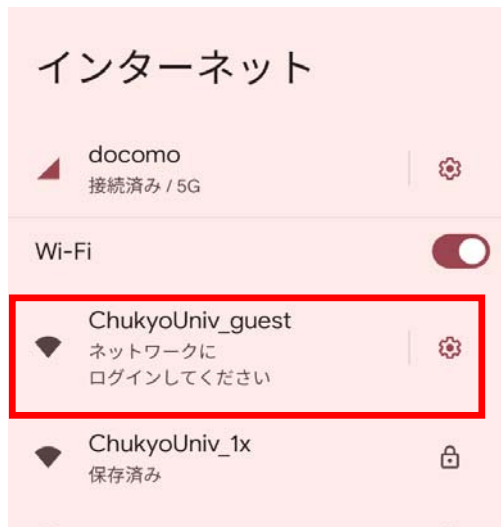 インターネット
docomo
接続済み / 5G
Wi-Fi
ChukyoUniv_guest
ネットワークに
ログインしてください
ChukyoUniv_1x
保存済み